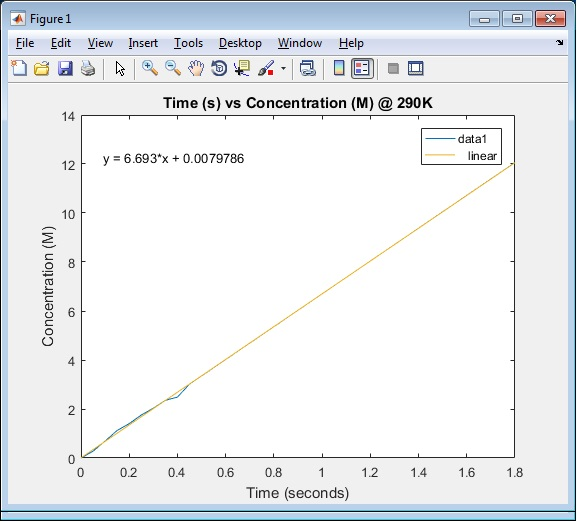 Figure 1
File Edit View Insert Tools Desktop Window Help
Time (s) vs Concentration (M) @ 290K
14
12
10
8
6
4
2
0
y = 6.693*x + 0.0079786
data1
linear
Concentration (M)
0 0.2 0.4 0.6 0.8 1 1.2 1.4 1.6 1.8
Time (seconds)